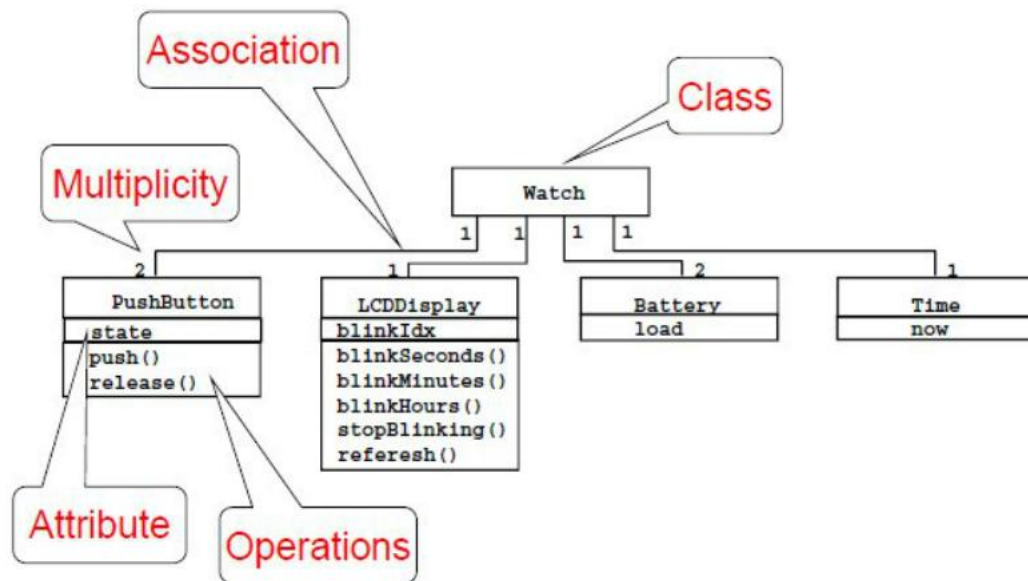 Association
Class
Multiplicity
Watch
1 1 1 1
2 1 2 1
PushButton
state
push()
release()
LCDDisplay
blinkIdx
blinkSeconds()
blinkMinutes()
blinkHours()
stopBlinking()
referesh()
Battery
load
Time
now
Attribute
Operations